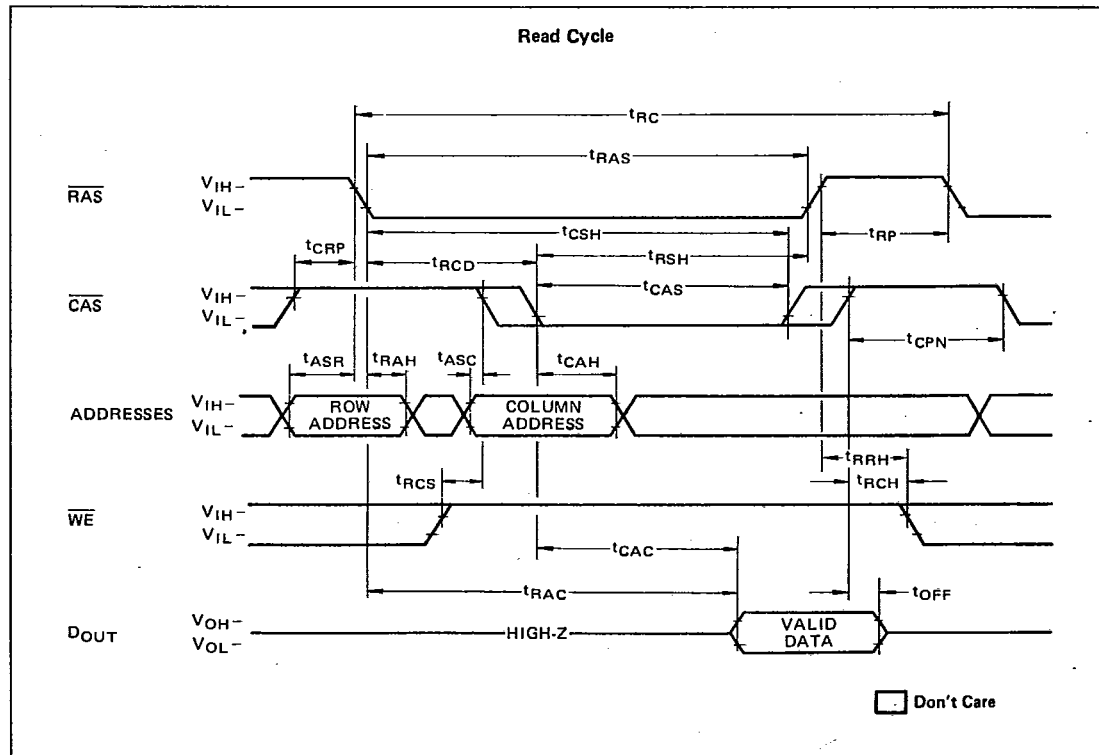 Read Cycle
tRC
tRAS
RAS
VIH
VIL
tCSH
tRP
tCRP
tRCD
tRSH
CAS
VIH
VIL
tCAS
tCPN
tASR
tRAH
tASC
tCAH
ADDRESSES
VIH
VIL
ROW
ADDRESS
COLUMN
ADDRESS
tRRH
tRCS
tRCH
WE
VIH
VIL
tCAC
tRAC
tOFF
DOUT
VOH
VOL
HIGH-Z
VALID
DATA
Don't Care